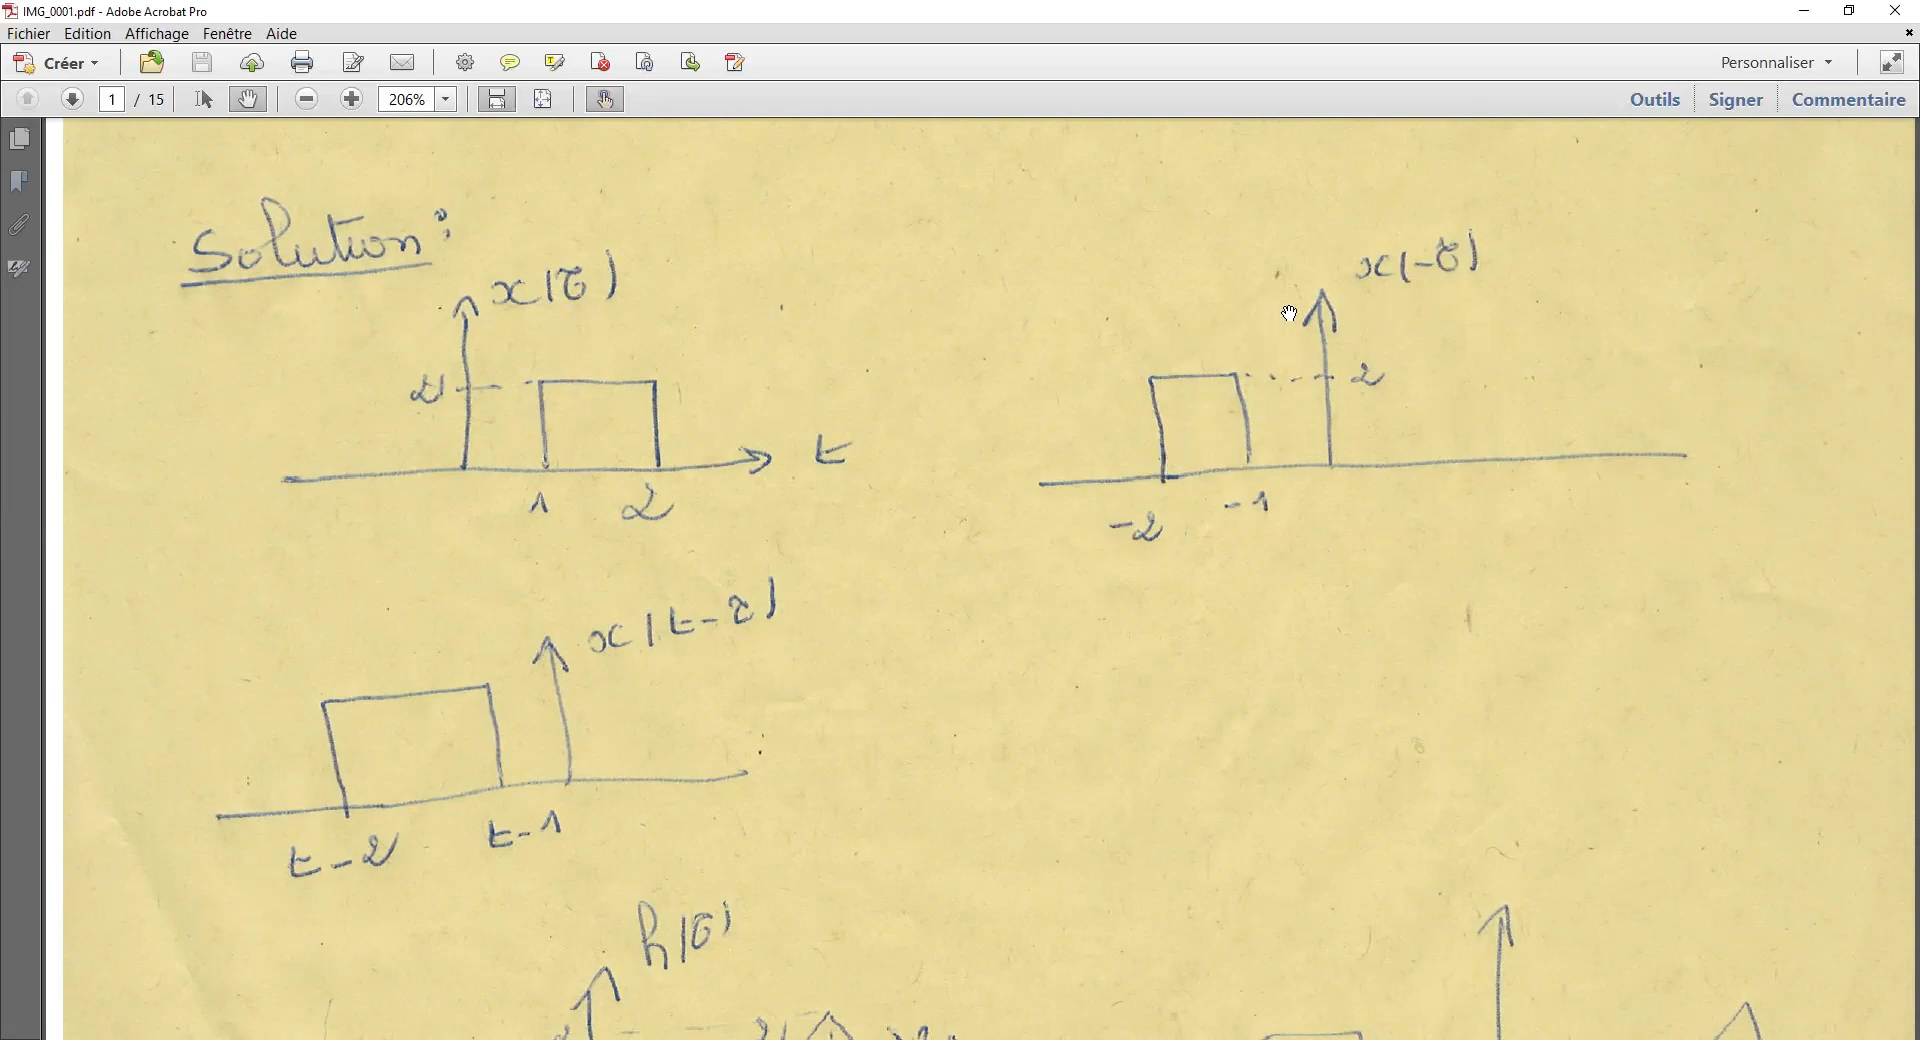 IMG_0001.pdf - Adobe Acrobat Pro
Fichier Edition Affichage Fenêtre Aide
Créer
Personnaliser
1 / 15
206%
Outils Signer Commentaire
Solution:
x(τ)
x(-τ)
2
2
t
1 2
-2 -1
x(t-τ)
t-2 t-1
h(τ)